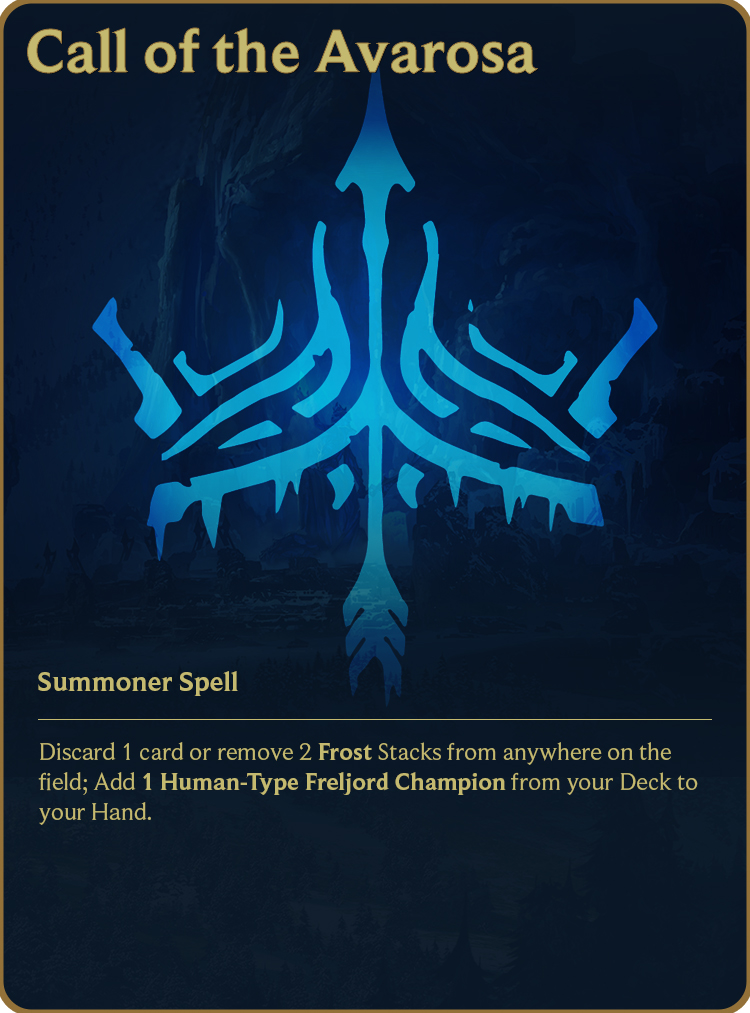 Call of the Avarosa
Summoner Spell
Discard 1 card or remove 2 Frost Stacks from anywhere on the
field; Add 1 Human-Type Freljord Champion from your Deck to
your Hand.